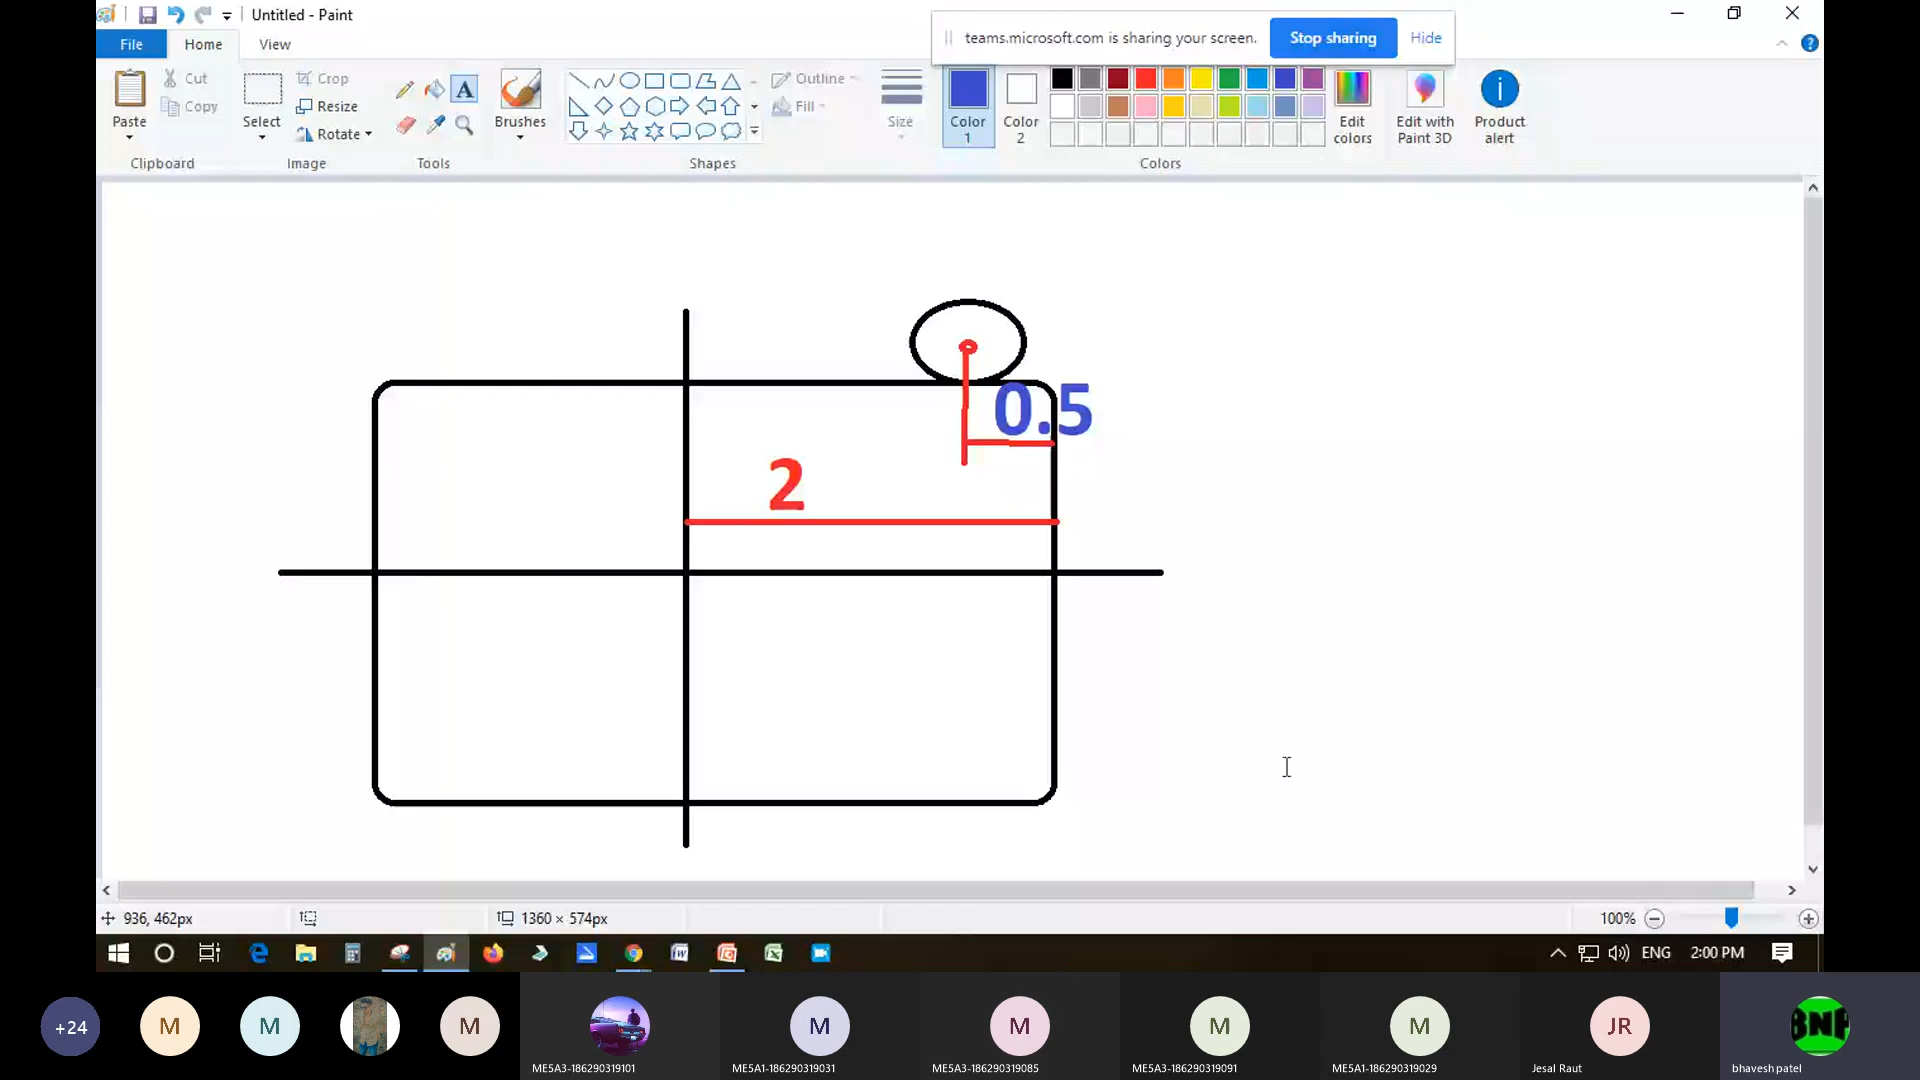 Untitled - Paint
teams.microsoft.com is sharing your screen. Stop sharing Hide
File Home View
Paste
Cut
Copy
Clipboard
Select
Crop
Resize
Rotate
Image
A
Tools
Brushes
Shapes
Outline
Fill
Size
Color 1
Color 2
Colors
Edit colors
Edit with Paint 3D
Product alert
0.5
2
936, 462px
1360 × 574px
100%
ENG 2:00 PM
+24
M
M
M
ME5A3-186290319101
M
ME5A1-186290319031
M
ME5A3-186290319085
M
ME5A3-186290319091
M
ME5A1-186290319029
JR
Jesal Raut
BNP
bhavesh patel